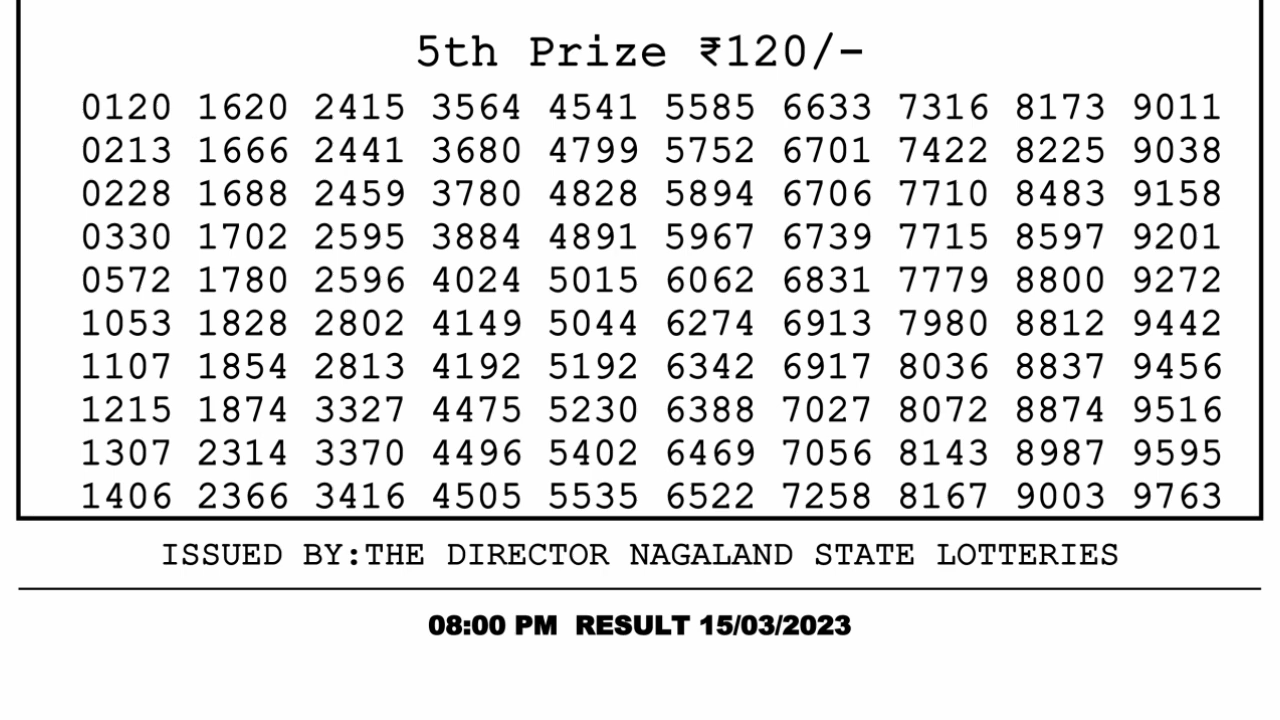 5th Prize ₹120/-
0120 1620 2415 3564 4541 5585 6633 7316 8173 9011
0213 1666 2441 3680 4799 5752 6701 7422 8225 9038
0228 1688 2459 3780 4828 5894 6706 7710 8483 9158
0330 1702 2595 3884 4891 5967 6739 7715 8597 9201
0572 1780 2596 4024 5015 6062 6831 7779 8800 9272
1053 1828 2802 4149 5044 6274 6913 7980 8812 9442
1107 1854 2813 4192 5192 6342 6917 8036 8837 9456
1215 1874 3327 4475 5230 6388 7027 8072 8874 9516
1307 2314 3370 4496 5402 6469 7056 8143 8987 9595
1406 2366 3416 4505 5535 6522 7258 8167 9003 9763
ISSUED BY:THE DIRECTOR NAGALAND STATE LOTTERIES
08:00 PM RESULT 15/03/2023